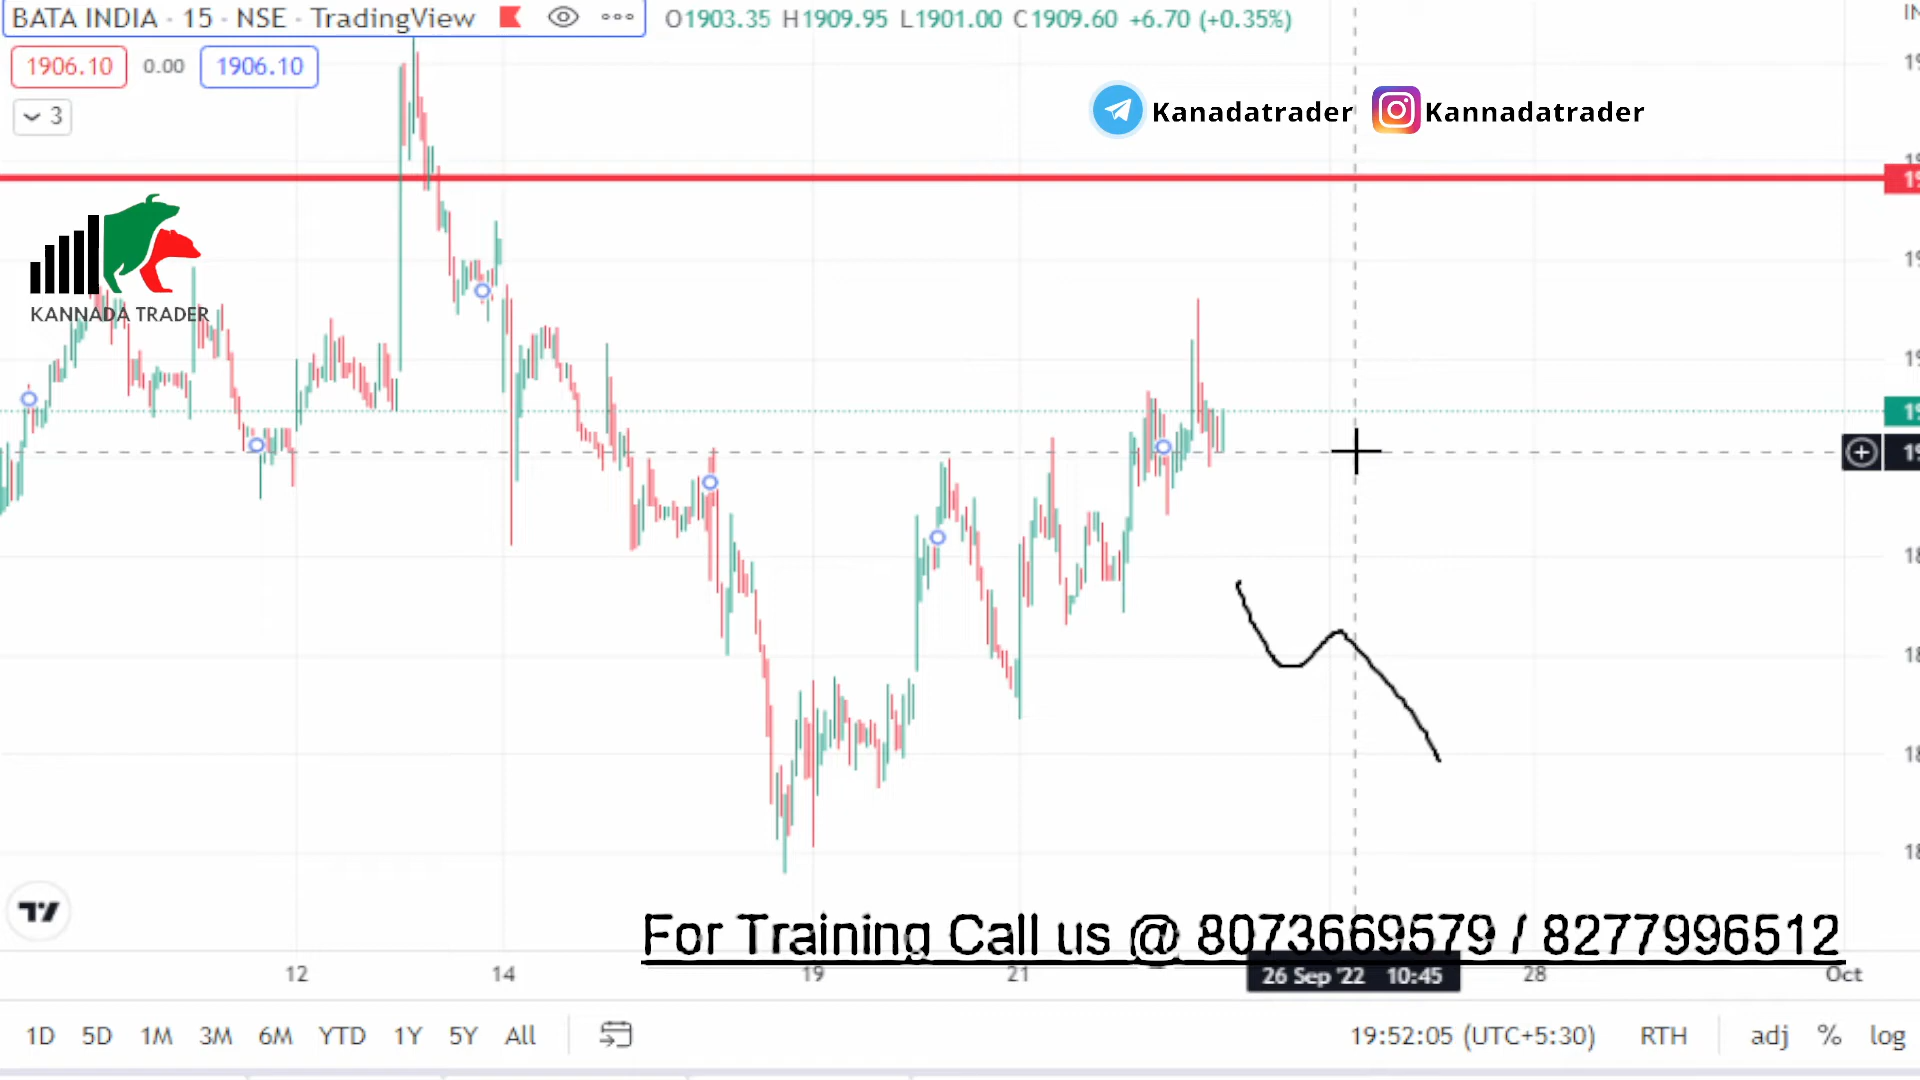 BATA INDIA · 15 · NSE · TradingView O1903.35 H1909.95 L1901.00 C1909.60 +6.70 (+0.35%)
1906.10 0.00 1906.10
3
Kanadatrader Kannadatrader
KANNADA TRADER
For Training Call us @ 8073669579 / 8277996512
12 14 19 21 26 Sep '22 10:45 28 Oct
1D 5D 1M 3M 6M YTD 1Y 5Y All 19:52:05 (UTC+5:30) RTH adj % log